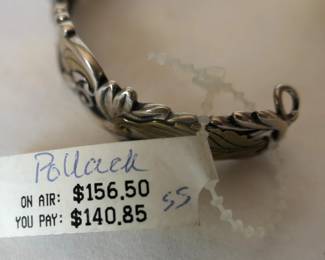 Pollack
ON AIR: $156.50
YOU PAY: $140.85
SS